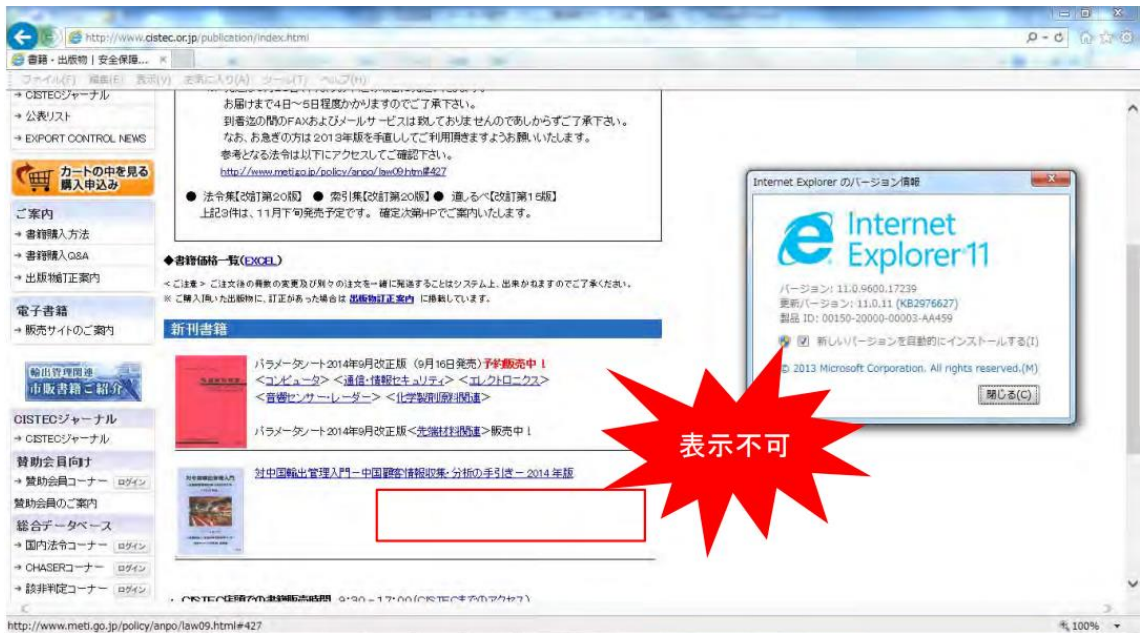 http://www.cistec.or.jp/publication/index.html
書籍・出版物 | 安全保障...
ファイル(F) 編集(E) 表示(V) お気に入り(A) ツール(T) ヘルプ(H)
→ CISTECジャーナル
→ 公表リスト
→ EXPORT CONTROL NEWS
カートの中を見る
購入申込み
ご案内
→ 書籍購入方法
→ 書籍購入Q&A
→ 出版物訂正案内
電子書籍
→ 販売サイトのご案内
輸出管理関連
市販書籍ご紹介
CISTECジャーナル
→ CISTECジャーナル
賛助会員向け
→ 賛助会員コーナー ログイン
賛助会員のご案内
総合データベース
→ 国内法令コーナー ログイン
→ CHASERコーナー ログイン
→ 該非判定コーナー ログイン
お届けまで4日～5日程度かかりますのでご了承下さい。
到着迄の間のFAXおよびメールサービスは致しておりませんのであしからずご了承下さい。
なお、お急ぎの方は2013年版を手直ししてご利用頂きますようお願いいたします。
参考となる法令は以下にアクセスしてご確認下さい。
http://www.meti.go.jp/policy/anpo/law09.html#427
● 法令集【改訂第20版】 ● 索引集【改訂第20版】 ● 道しるべ【改訂第15版】
上記3件は、11月下旬発売予定です。 確定次第HPでご案内いたします。
◆書籍価格一覧(EXCEL)
<ご注意> ご注文後の冊数の変更及び別々の注文を一緒に発送することはシステム上、出来かねますのでご了承ください。
※ ご購入頂いた出版物に、訂正があった場合は 出版物訂正案内 に掲載しています。
新刊書籍
パラメータシート2014年9月改正版 (9月16日発売)予約販売中！
<コンピュータ> <通信・情報セキュリティ> <エレクトロニクス>
<音響センサー・レーダー> <化学製剤原料関連>
パラメータシート2014年9月改正版<先端材料関連>販売中！
対中国輸出管理入門－中国顧客情報収集・分析の手引き－2014年版
・ CISTEC店頭での書籍販売時間 9:30－17:00(CISTECまでのアクセス)
Internet Explorer のバージョン情報
Internet
Explorer 11
バージョン: 11.0.9600.17239
更新バージョン: 11.0.11 (KB2976627)
製品 ID: 00150-20000-00003-AA459
新しいバージョンを自動的にインストールする(I)
© 2013 Microsoft Corporation. All rights reserved.(M)
閉じる(C)
表示不可
http://www.meti.go.jp/policy/anpo/law09.html#427
100%